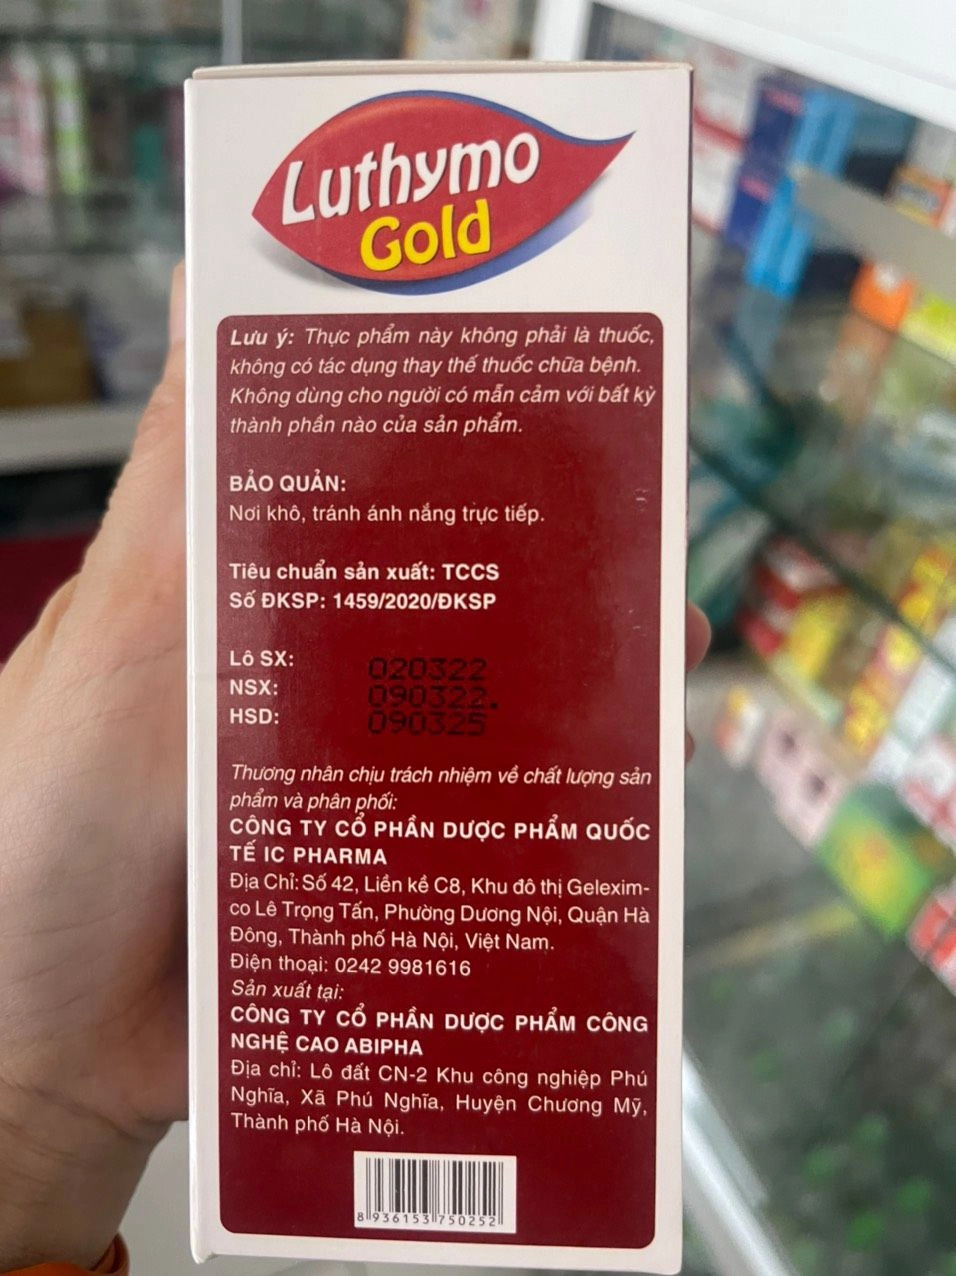 Luthymo
Gold
Lưu ý: Thực phẩm này không phải là thuốc,
không có tác dụng thay thế thuốc chữa bệnh.
Không dùng cho người có mẫn cảm với bất kỳ
thành phần nào của sản phẩm.
BẢO QUẢN:
Nơi khô, tránh ánh nắng trực tiếp.
Tiêu chuẩn sản xuất: TCCS
Số ĐKSP: 1459/2020/ĐKSP
Lô SX: 020322
NSX: 090322.
HSD: 090325
Thương nhân chịu trách nhiệm về chất lượng sản
phẩm và phân phối:
CÔNG TY CỔ PHẦN DƯỢC PHẨM QUỐC
TẾ IC PHARMA
Địa Chỉ: Số 42, Liền kề C8, Khu đô thị Gelexim-
co Lê Trọng Tấn, Phường Dương Nội, Quận Hà
Đông, Thành phố Hà Nội, Việt Nam.
Điện thoại: 0242 9981616
Sản xuất tại:
CÔNG TY CỔ PHẦN DƯỢC PHẨM CÔNG
NGHỆ CAO ABIPHA
Địa chỉ: Lô đất CN-2 Khu công nghiệp Phú
Nghĩa, Xã Phú Nghĩa, Huyện Chương Mỹ,
Thành phố Hà Nội.
8 936153 750252